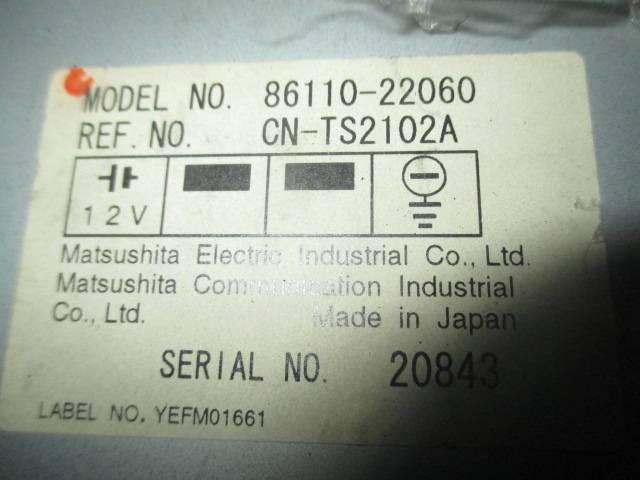 MODEL NO. 86110-22060
REF. NO. CN-TS2102A
12V
Matsushita Electric Industrial Co., Ltd.
Matsushita Communication Industrial
Co., Ltd. Made in Japan
SERIAL NO. 20843
LABEL NO. YEFM01661